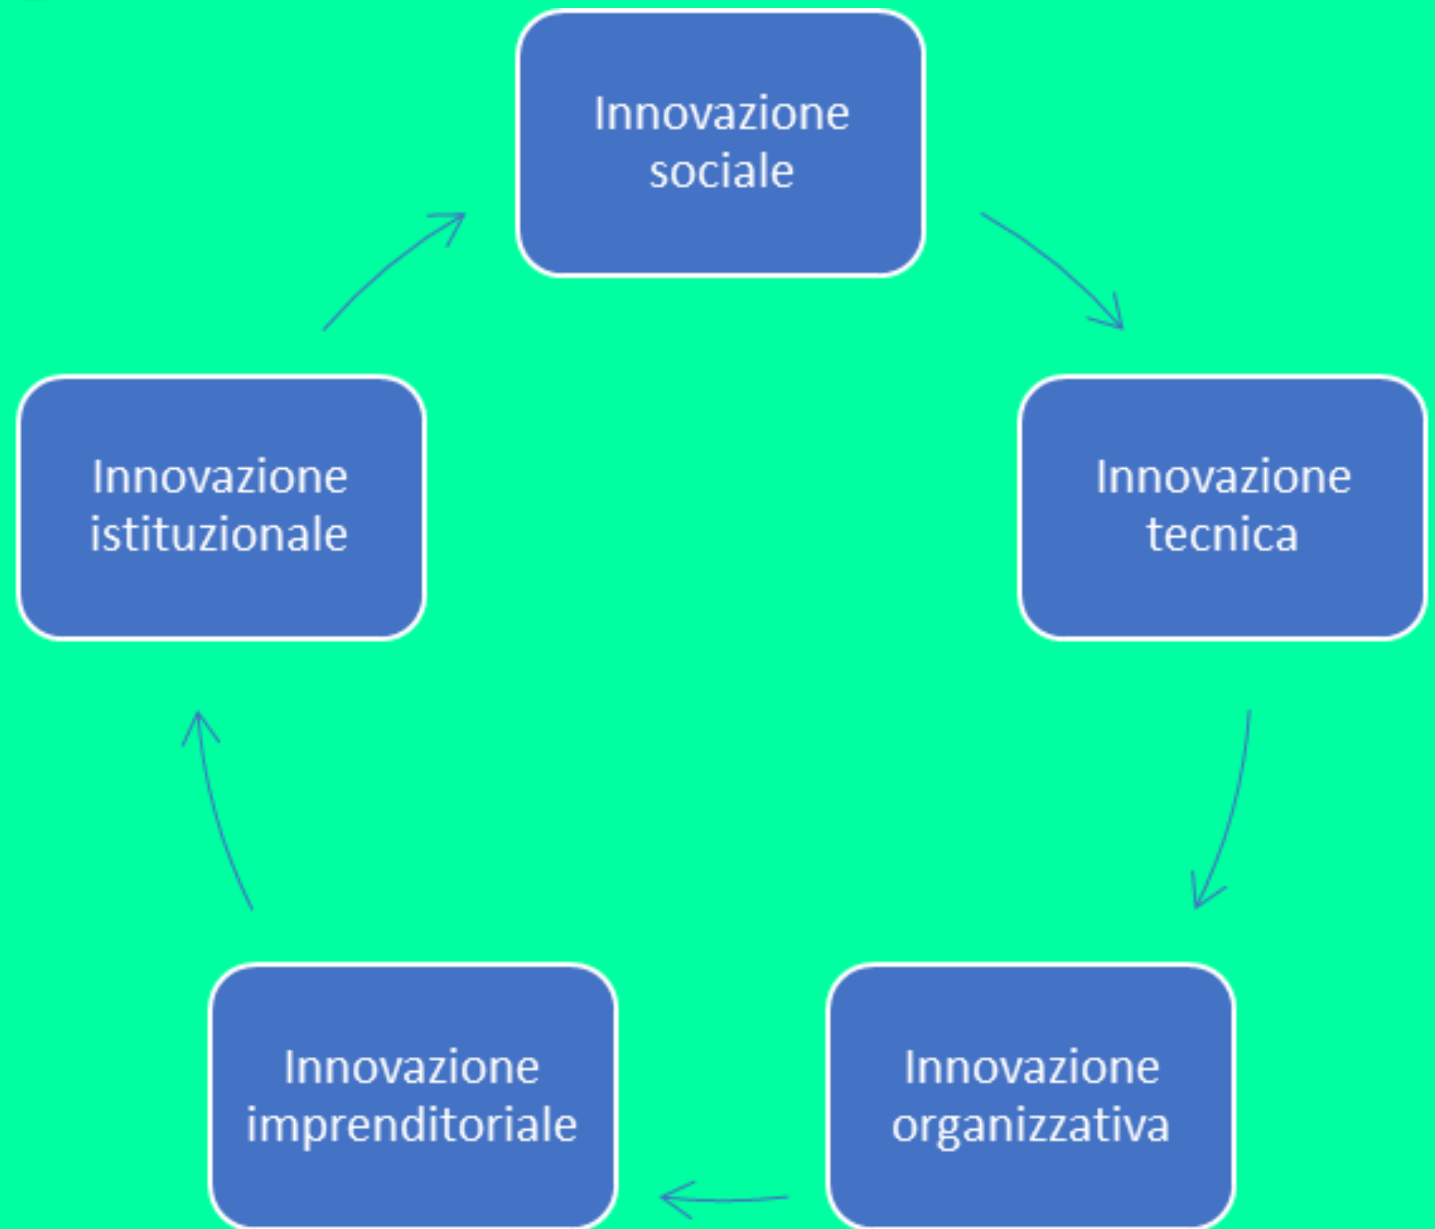 Innovazione
sociale
Innovazione
tecnica
Innovazione
organizzativa
Innovazione
imprenditoriale
Innovazione
istituzionale